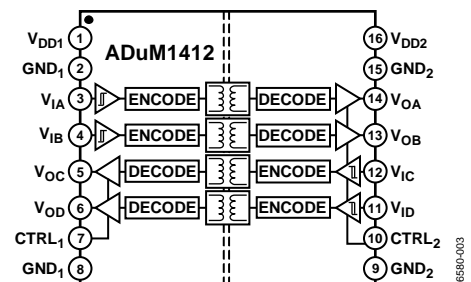 ADuM1412
VDD1 1
16 VDD2
GND1 2
15 GND2
VIA 3 ENCODE DECODE 14 VOA
VIB 4 ENCODE DECODE 13 VOB
VOC 5 DECODE ENCODE 12 VIC
VOD 6 DECODE ENCODE 11 VID
CTRL1 7
10 CTRL2
GND1 8
9 GND2
6580-003